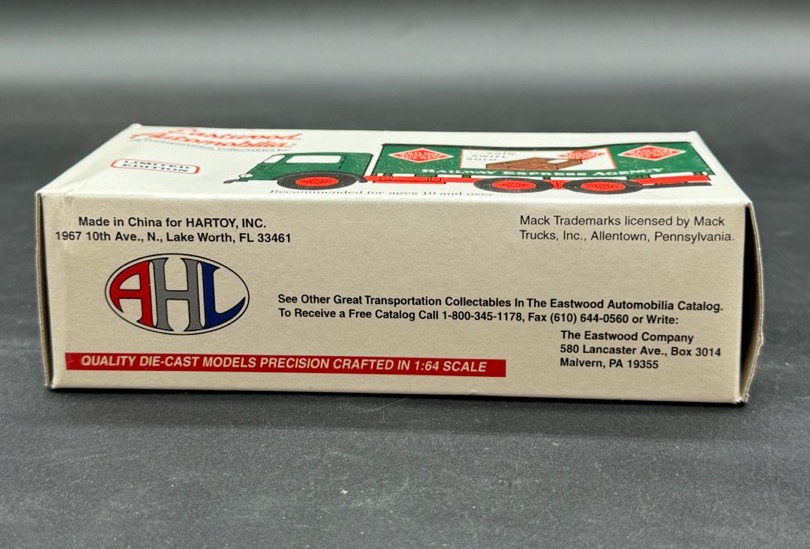 Eastwood
Automobilia
LIMITED
EDITION
RAILWAY EXPRESS AGENCY
Recommended for ages 10 and over
Made in China for HARTOY, INC.
1967 10th Ave., N., Lake Worth, FL 33461
Mack Trademarks licensed by Mack
Trucks, Inc., Allentown, Pennsylvania.
AHL
See Other Great Transportation Collectables In The Eastwood Automobilia Catalog.
To Receive a Free Catalog Call 1-800-345-1178, Fax (610) 644-0560 or Write:
The Eastwood Company
580 Lancaster Ave., Box 3014
Malvern, PA 19355
QUALITY DIE-CAST MODELS PRECISION CRAFTED IN 1:64 SCALE